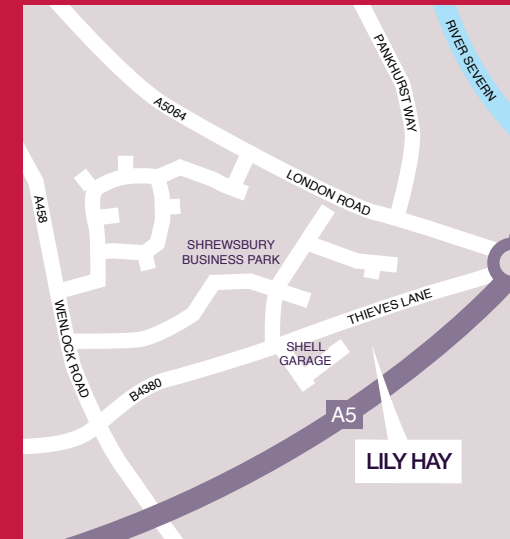 RIVER SEVERN
PANKHURST WAY
A5064
LONDON ROAD
A458
SHREWSBURY
BUSINESS PARK
THIEVES LANE
WENLOCK ROAD
SHELL
GARAGE
B4380
A5
LILY HAY